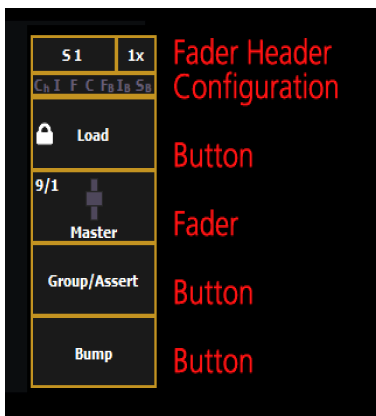 S 1 1x Fader Header
Ch I F C FB IB SB Configuration
Load
Button
9/1
Master Fader
Group/Assert Button
Bump Button